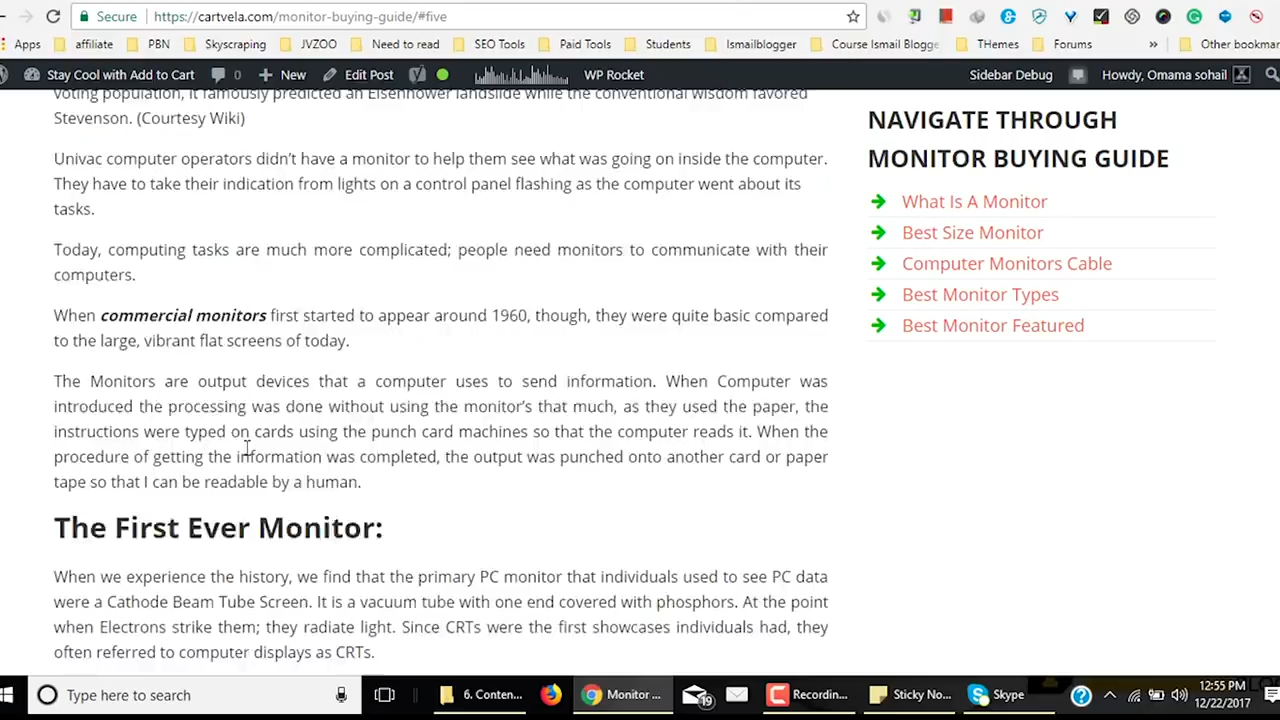 Secure https://cartvela.com/monitor-buying-guide/#five
Apps affiliate PBN Skyscraping JVZOO Need to read SEO Tools Paid Tools Students Ismailblogger Course Ismail Blogge THemes Forums » Other bookmar
Stay Cool with Add to Cart 0 New Edit Post WP Rocket Sidebar Debug Howdy, Omama sohail
voting population, it famously predicted an Eisenhower landslide while the conventional wisdom favored
Stevenson. (Courtesy Wiki)
Univac computer operators didn't have a monitor to help them see what was going on inside the computer.
They have to take their indication from lights on a control panel flashing as the computer went about its
tasks.
Today, computing tasks are much more complicated; people need monitors to communicate with their
computers.
When commercial monitors first started to appear around 1960, though, they were quite basic compared
to the large, vibrant flat screens of today.
The Monitors are output devices that a computer uses to send information. When Computer was
introduced the processing was done without using the monitor's that much, as they used the paper, the
instructions were typed on cards using the punch card machines so that the computer reads it. When the
procedure of getting the information was completed, the output was punched onto another card or paper
tape so that I can be readable by a human.
The First Ever Monitor:
When we experience the history, we find that the primary PC monitor that individuals used to see PC data
were a Cathode Beam Tube Screen. It is a vacuum tube with one end covered with phosphors. At the point
when Electrons strike them; they radiate light. Since CRTs were the first showcases individuals had, they
often referred to computer displays as CRTs.
NAVIGATE THROUGH
MONITOR BUYING GUIDE
What Is A Monitor
Best Size Monitor
Computer Monitors Cable
Best Monitor Types
Best Monitor Featured
Type here to search 6. Conten... Monitor ... 19 Recordin... Sticky No... Skype 12:55 PM
12/22/2017